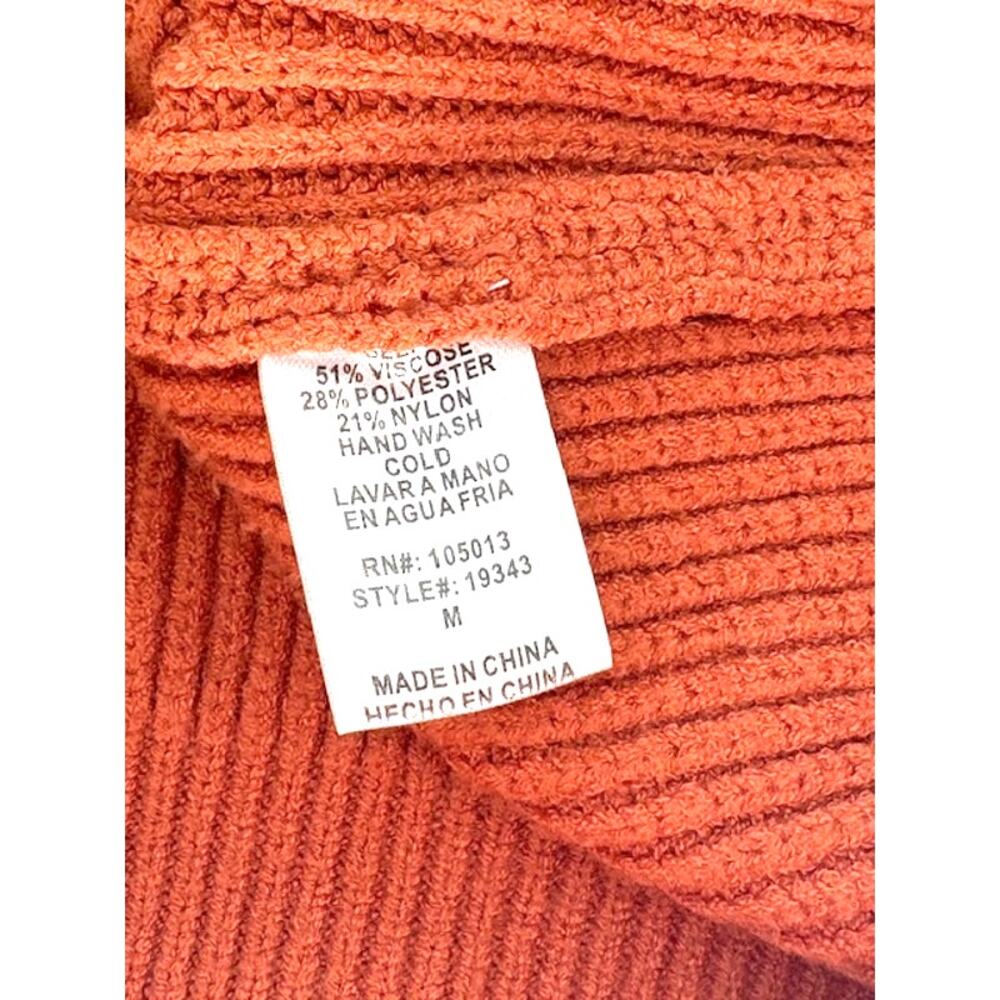 51% VISCOSE
28% POLYESTER
21% NYLON
HAND WASH
COLD
LAVAR A MANO
EN AGUA FRIA
RN#: 105013
STYLE#: 19343
M
MADE IN CHINA
HECHO EN CHINA